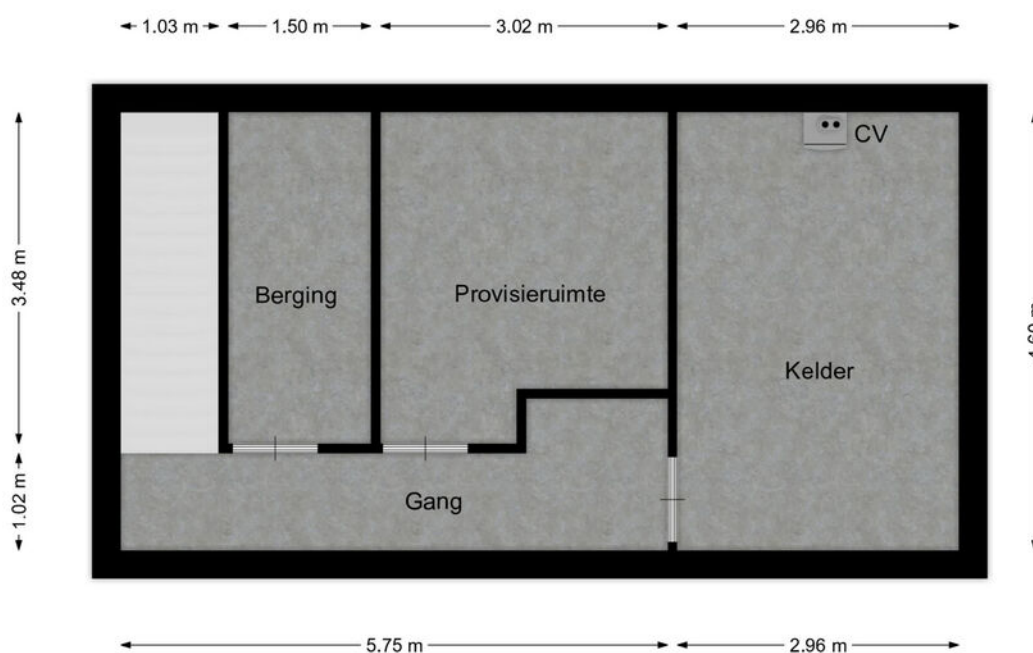 1.03 m
1.50 m
3.02 m
2.96 m
CV
3.48 m
Berging
Provisieruimte
Kelder
Gang
1.02 m
5.75 m
2.96 m